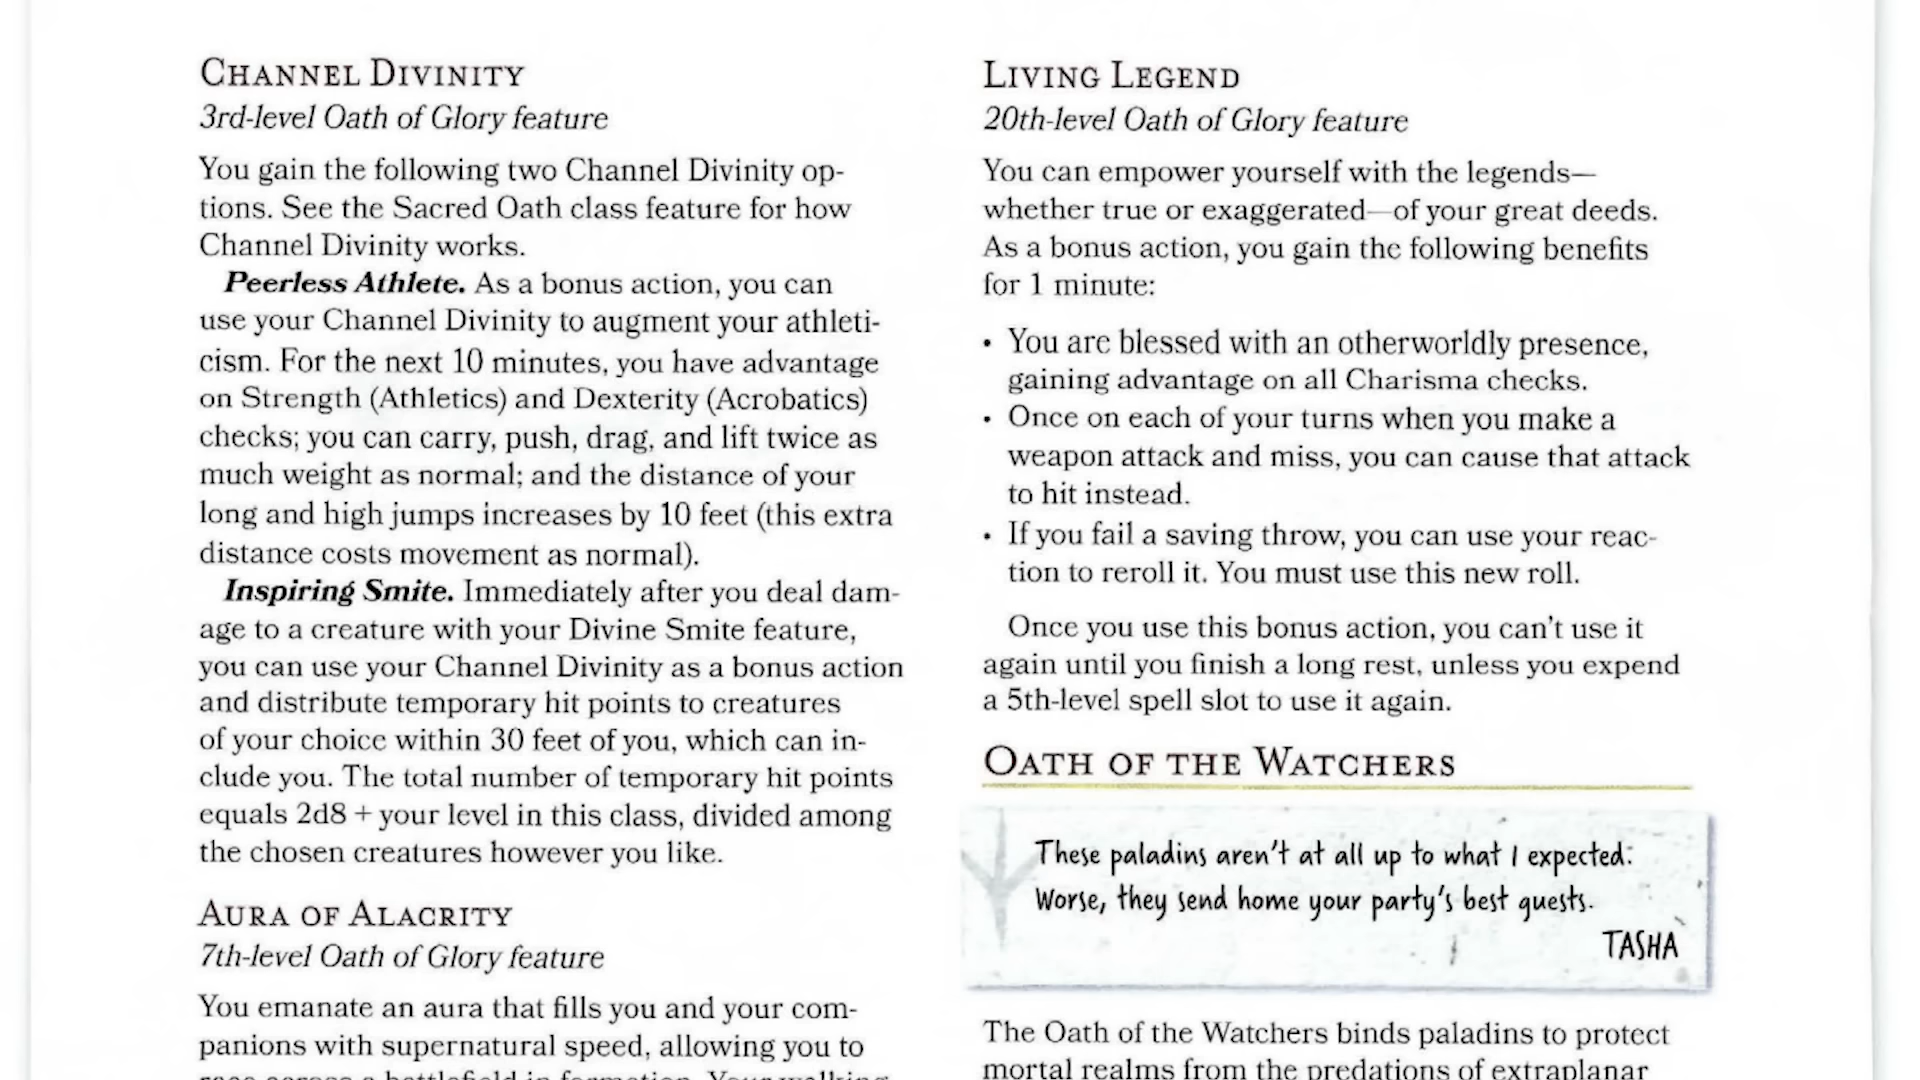 CHANNEL DIVINITY
3rd-level Oath of Glory feature
You gain the following two Channel Divinity op-
tions. See the Sacred Oath class feature for how
Channel Divinity works.
Peerless Athlete. As a bonus action, you can
use your Channel Divinity to augment your athleti-
cism. For the next 10 minutes, you have advantage
on Strength (Athletics) and Dexterity (Acrobatics)
checks; you can carry, push, drag, and lift twice as
much weight as normal; and the distance of your
long and high jumps increases by 10 feet (this extra
distance costs movement as normal).
Inspiring Smite. Immediately after you deal dam-
age to a creature with your Divine Smite feature,
you can use your Channel Divinity as a bonus action
and distribute temporary hit points to creatures
of your choice within 30 feet of you, which can in-
clude you. The total number of temporary hit points
equals 2d8 + your level in this class, divided among
the chosen creatures however you like.
AURA OF ALACRITY
7th-level Oath of Glory feature
You emanate an aura that fills you and your com-
panions with supernatural speed, allowing you to
race across a battlefield in formation. Your walking
LIVING LEGEND
20th-level Oath of Glory feature
You can empower yourself with the legends—
whether true or exaggerated—of your great deeds.
As a bonus action, you gain the following benefits
for 1 minute:
• You are blessed with an otherworldly presence,
gaining advantage on all Charisma checks.
• Once on each of your turns when you make a
weapon attack and miss, you can cause that attack
to hit instead.
• If you fail a saving throw, you can use your reac-
tion to reroll it. You must use this new roll.
Once you use this bonus action, you can't use it
again until you finish a long rest, unless you expend
a 5th-level spell slot to use it again.
OATH OF THE WATCHERS
These paladins aren't at all up to what I expected.
Worse, they send home your party's best guests.
TASHA
The Oath of the Watchers binds paladins to protect
mortal realms from the predations of extraplanar